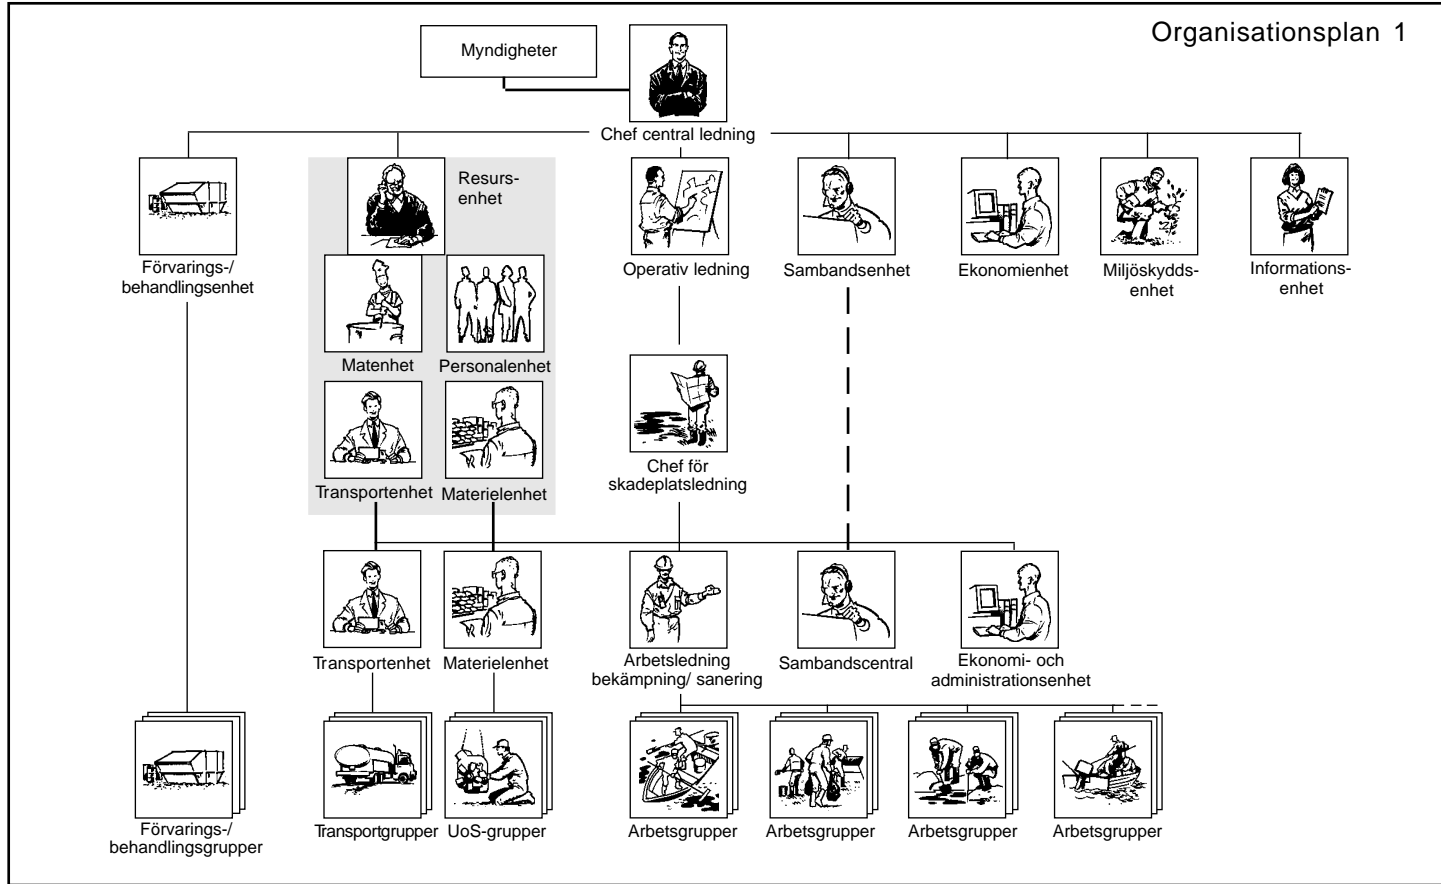 Organisationsplan 1
Myndigheter
Chef central ledning
Förvarings-/
behandlingsenhet
Resurs-
enhet
Operativ ledning
Sambandsenhet
Ekonomienhet
Miljöskydds-
enhet
Informations-
enhet
Matenhet
Personalenhet
Transportenhet
Materielenhet
Chef för
skadeplatsledning
Transportenhet
Materielenhet
Arbetsledning
bekämpning/ sanering
Sambandscentral
Ekonomi- och
administrationsenhet
Förvarings-/
behandlingsgrupper
Transportgrupper
UoS-grupper
Arbetsgrupper
Arbetsgrupper
Arbetsgrupper
Arbetsgrupper